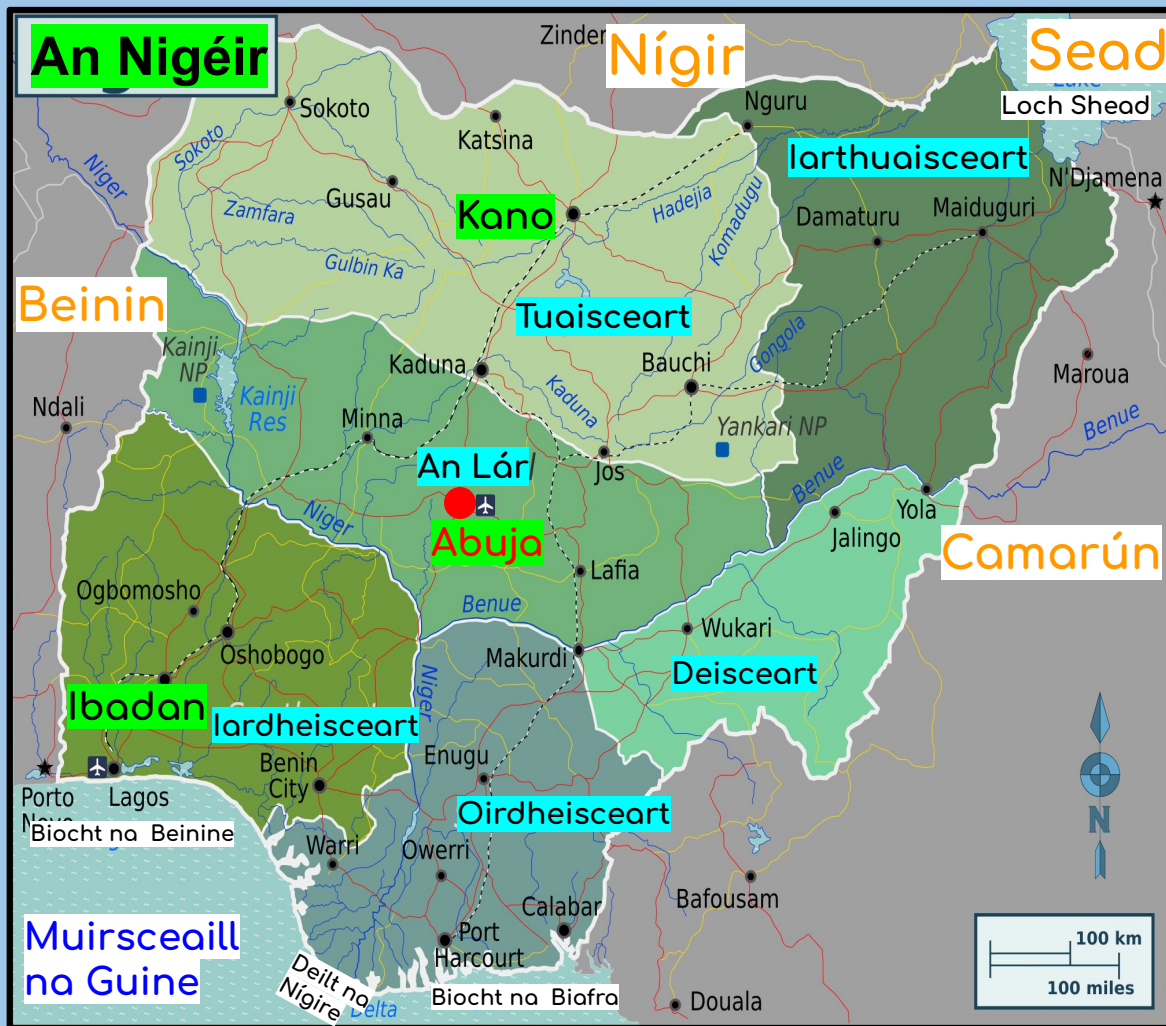 An Nigéir
Zinder
Nígir
Sead
Loch Shead
Nguru
Sokoto
Katsina
Iarthuaisceart
Niger
Sokoto
N'Djamena
Gusau
Kano
Hadejia
Komadugu
Damaturu
Maiduguri
Zamfara
Gulbin Ka
Beinin
Tuaisceart
Kainji
NP
Kaduna
Bauchi
Gongola
Maroua
Kainji
Res
Kaduna
Ndali
Minna
Yankari NP
Benue
An Lár
Jos
Benue
Niger
Abuja
Yola
Jalingo
Camarún
Lafia
Ogbomosho
Benue
Wukari
Oshobogo
Makurdi
Deisceart
Niger
Ibadan
Iardheisceart
Enugu
Benin
City
Lagos
Porto
Oirdheisceart
N
Biocht na Beinine
Warri
Owerri
Bafousam
Calabar
Muirsceaill
na Guine
Port
Harcourt
Deilt na
Nígire
Biocht na Biafra
Delta
Douala
100 km
100 miles